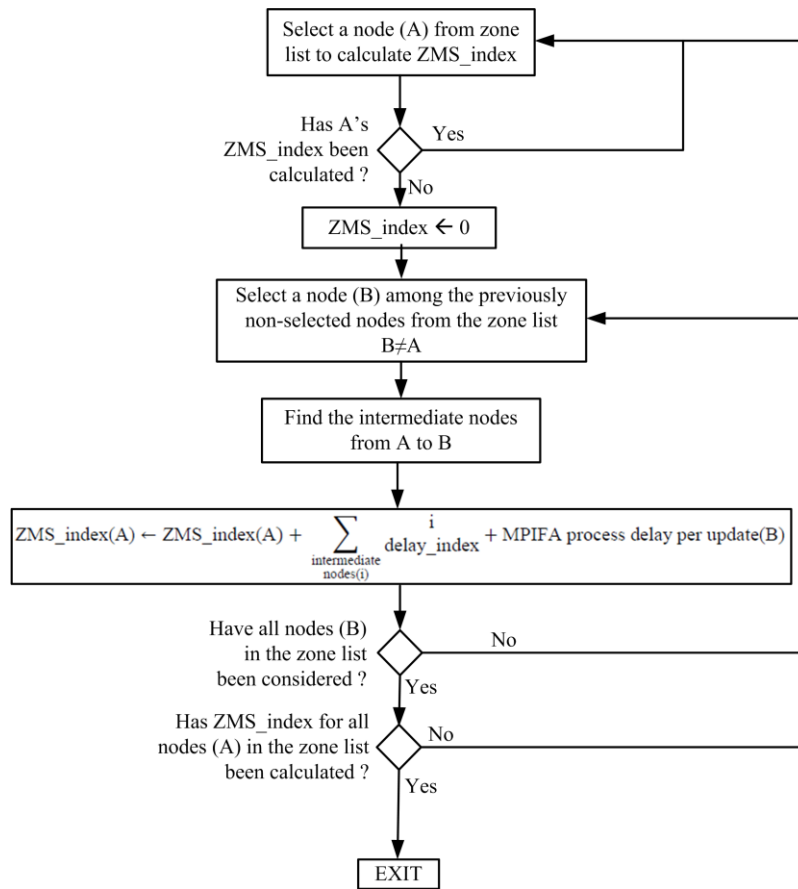 Select a node (A) from zone
list to calculate ZMS_index
Has A’s
ZMS_index been
calculated ?
Yes
No
ZMS_index ← 0
Select a node (B) among the previously
non-selected nodes from the zone list
B≠A
Find the intermediate nodes
from A to B
ZMS_index(A) ← ZMS_index(A) + ∑ intermediate nodes(i) i delay_index + MPIFA process delay per update(B)
Have all nodes (B)
in the zone list
been considered ?
No
Yes
Has ZMS_index for all
nodes (A) in the zone list
been calculated ?
No
Yes
EXIT